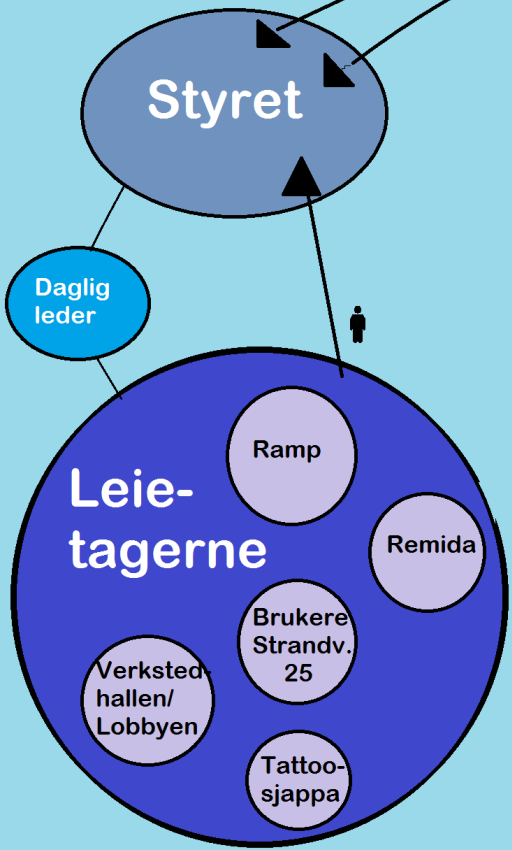 Styret
Daglig
leder
Ramp
Leie-
tagerne
Remida
Brukere
Strandv.
25
Verksted-
hallen/
Lobbyen
Tattoo-
sjappa